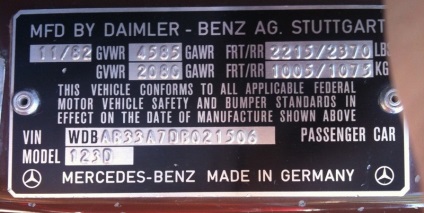 MFD BY DAIMLER - BENZ AG. STUTTGART
11/82 GVWR 4585 GAWR FRT/RR 2215/2370 LBS
GVWR 2080 GAWR FRT/RR 1005/1075 KG
THIS VEHICLE CONFORMS TO ALL APPLICABLE FEDERAL
MOTOR VEHICLE SAFETY AND BUMPER STANDARDS IN
EFFECT ON THE DATE OF MANUFACTURE SHOWN ABOVE
VIN WDBAB33A7DB021506 PASSENGER CAR
MODEL 123D
MERCEDES-BENZ MADE IN GERMANY